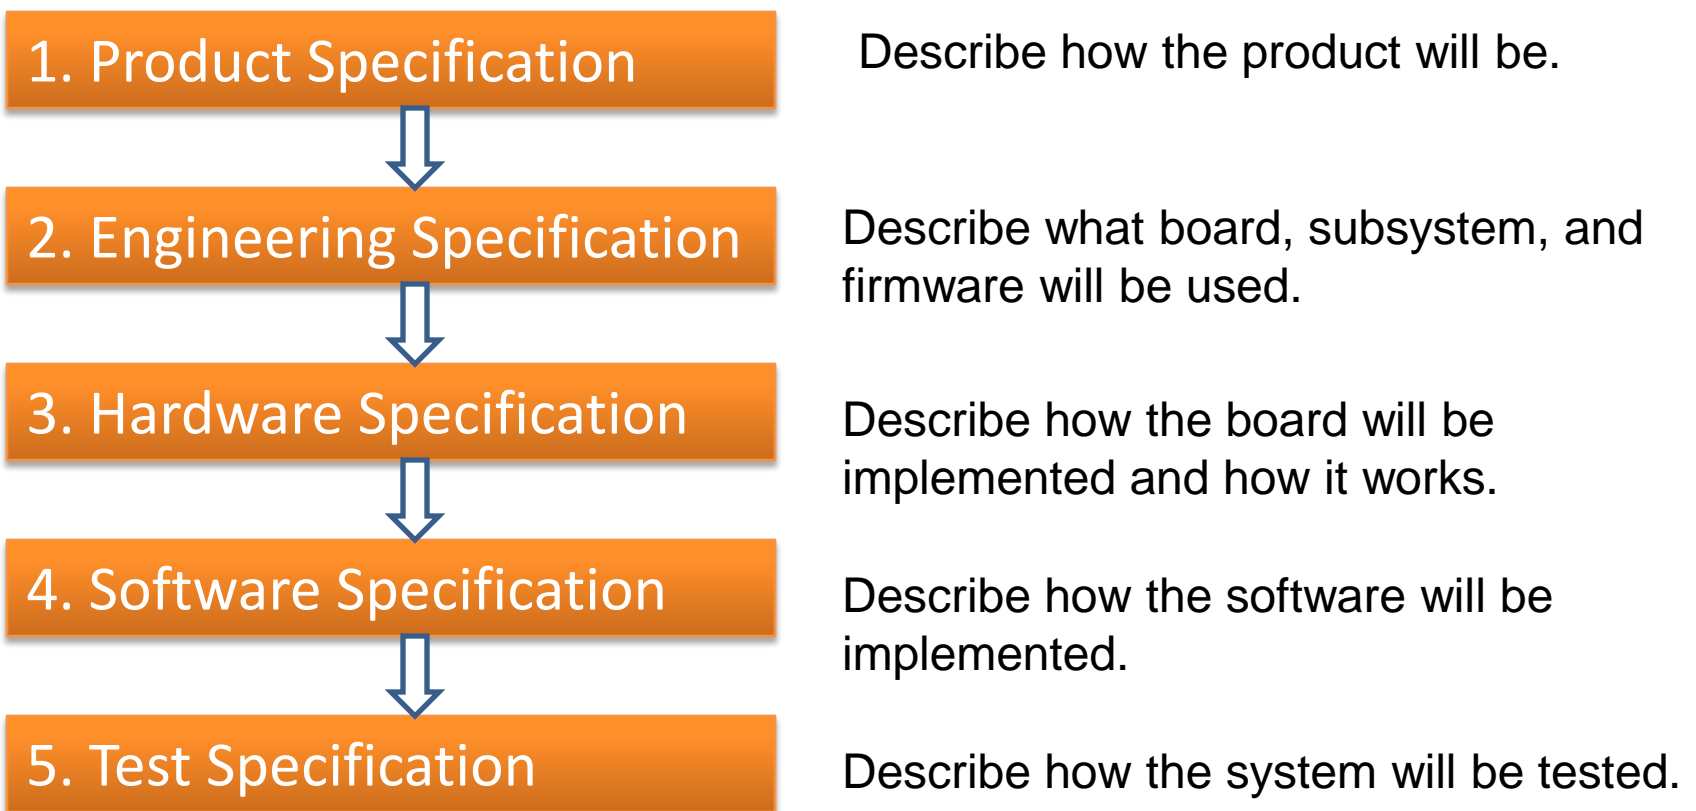 1. Product Specification
Describe how the product will be.
2. Engineering Specification
Describe what board, subsystem, and
firmware will be used.
3. Hardware Specification
Describe how the board will be
implemented and how it works.
4. Software Specification
Describe how the software will be
implemented.
5. Test Specification
Describe how the system will be tested.